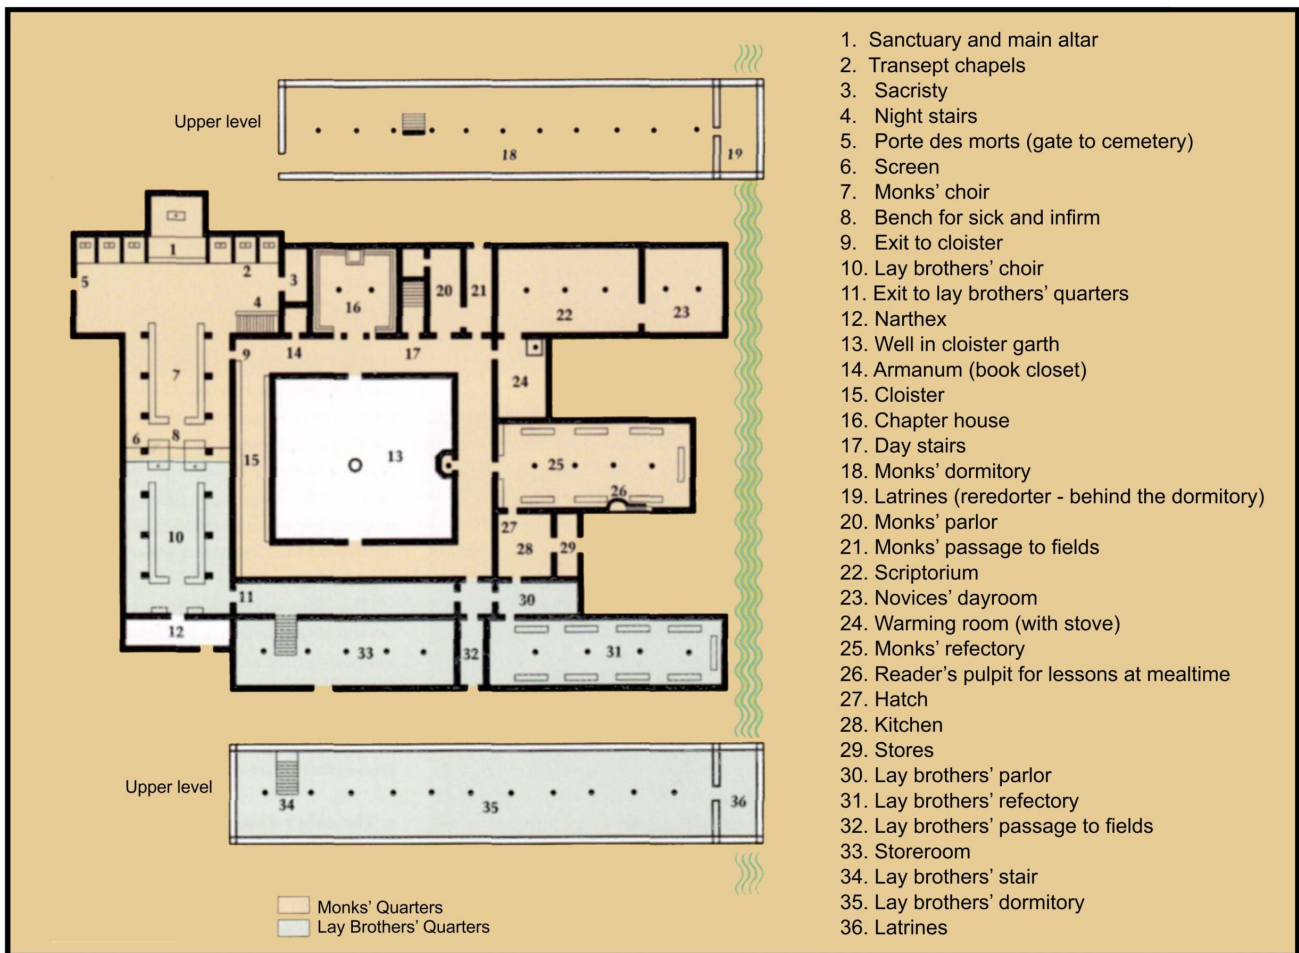 Upper level
18
19
1
2
3
4
5
16
20
21
22
23
9
14
17
7
24
6
8
15
13
25
26
10
27
28
29
11
30
12
33
32
31
Upper level
34
35
36
Monks' Quarters
Lay Brothers' Quarters
1. Sanctuary and main altar
2. Transept chapels
3. Sacristy
4. Night stairs
5. Porte des morts (gate to cemetery)
6. Screen
7. Monks' choir
8. Bench for sick and infirm
9. Exit to cloister
10. Lay brothers' choir
11. Exit to lay brothers' quarters
12. Narthex
13. Well in cloister garth
14. Armanum (book closet)
15. Cloister
16. Chapter house
17. Day stairs
18. Monks' dormitory
19. Latrines (reredorter - behind the dormitory)
20. Monks' parlor
21. Monks' passage to fields
22. Scriptorium
23. Novices' dayroom
24. Warming room (with stove)
25. Monks' refectory
26. Reader's pulpit for lessons at mealtime
27. Hatch
28. Kitchen
29. Stores
30. Lay brothers' parlor
31. Lay brothers' refectory
32. Lay brothers' passage to fields
33. Storeroom
34. Lay brothers' stair
35. Lay brothers' dormitory
36. Latrines